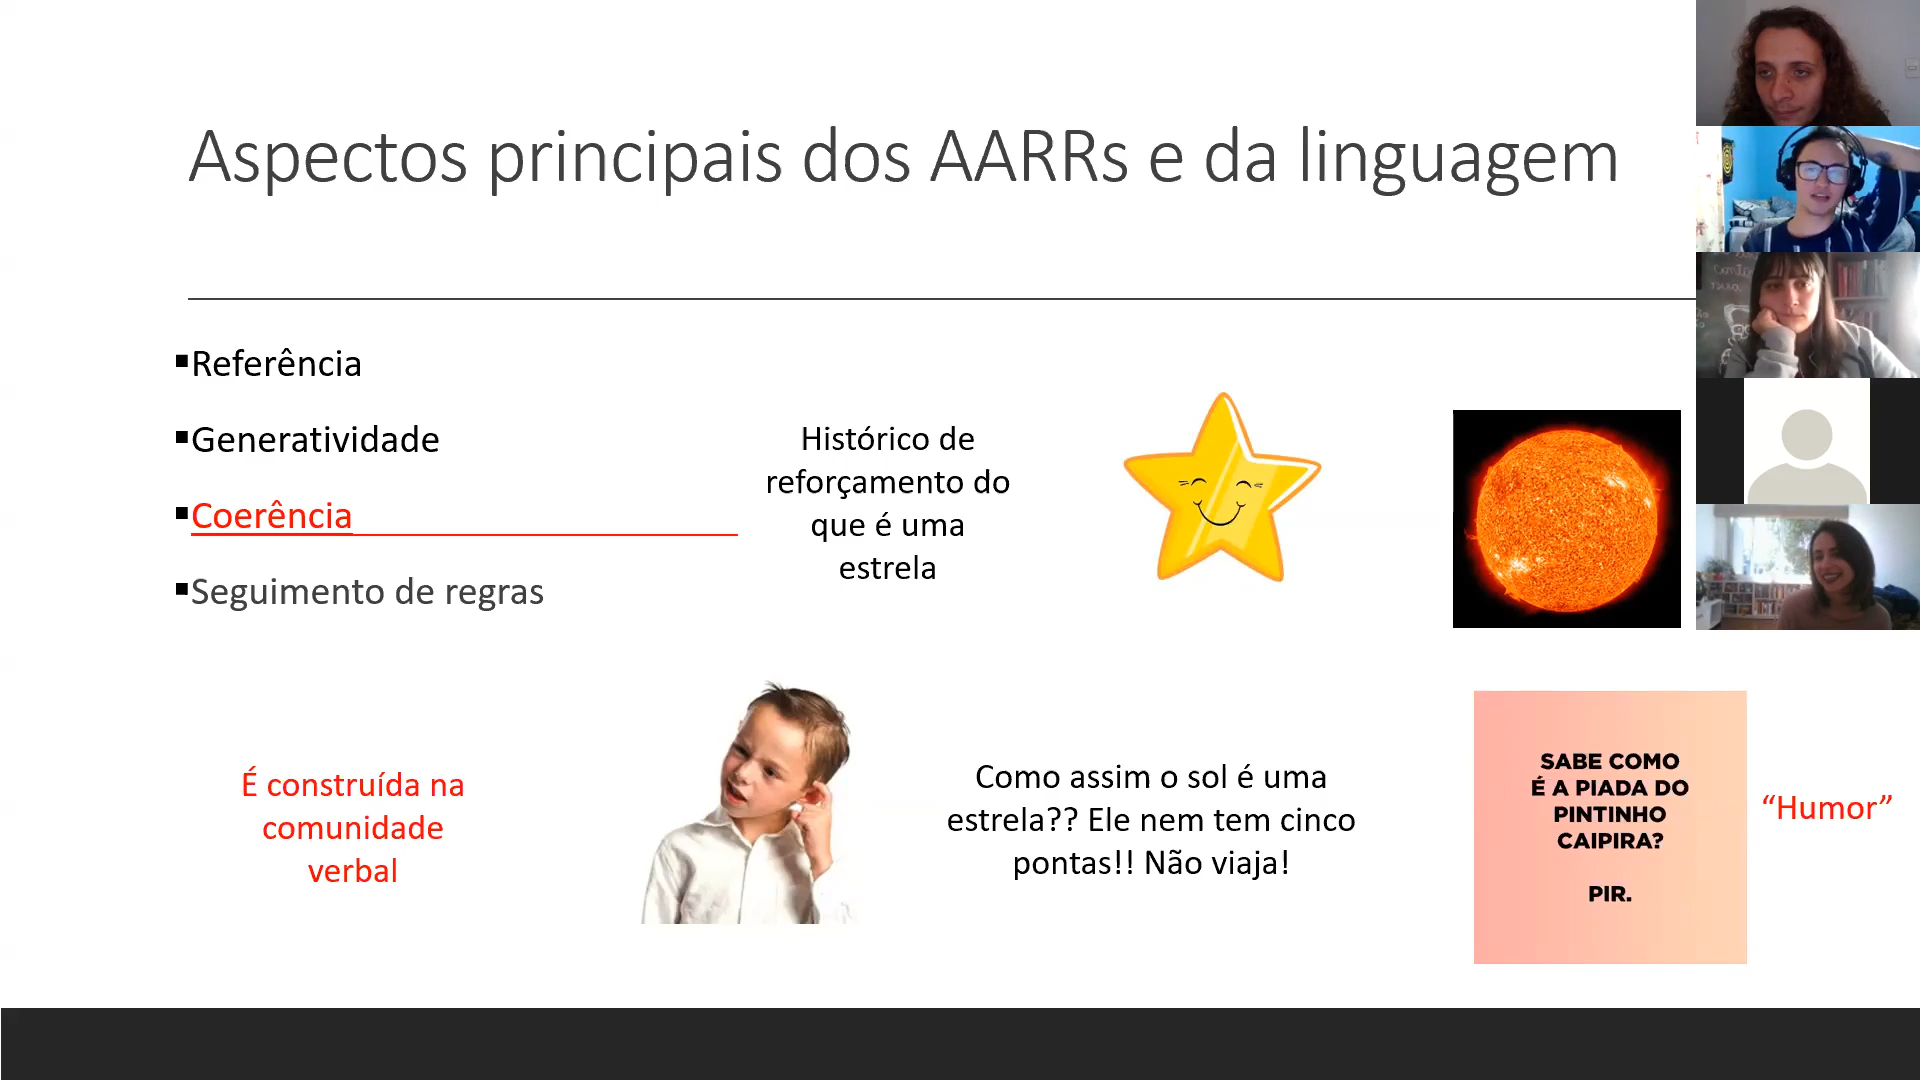 Aspectos principais dos AARRs e da linguagem
▪Referência
▪Generatividade
▪Coerência
▪Seguimento de regras
Histórico de
reforçamento do
que é uma
estrela
É construída na
comunidade
verbal
Como assim o sol é uma
estrela?? Ele nem tem cinco
pontas!! Não viaja!
SABE COMO
É A PIADA DO
PINTINHO
CAIPIRA?
PIR.
“Humor”